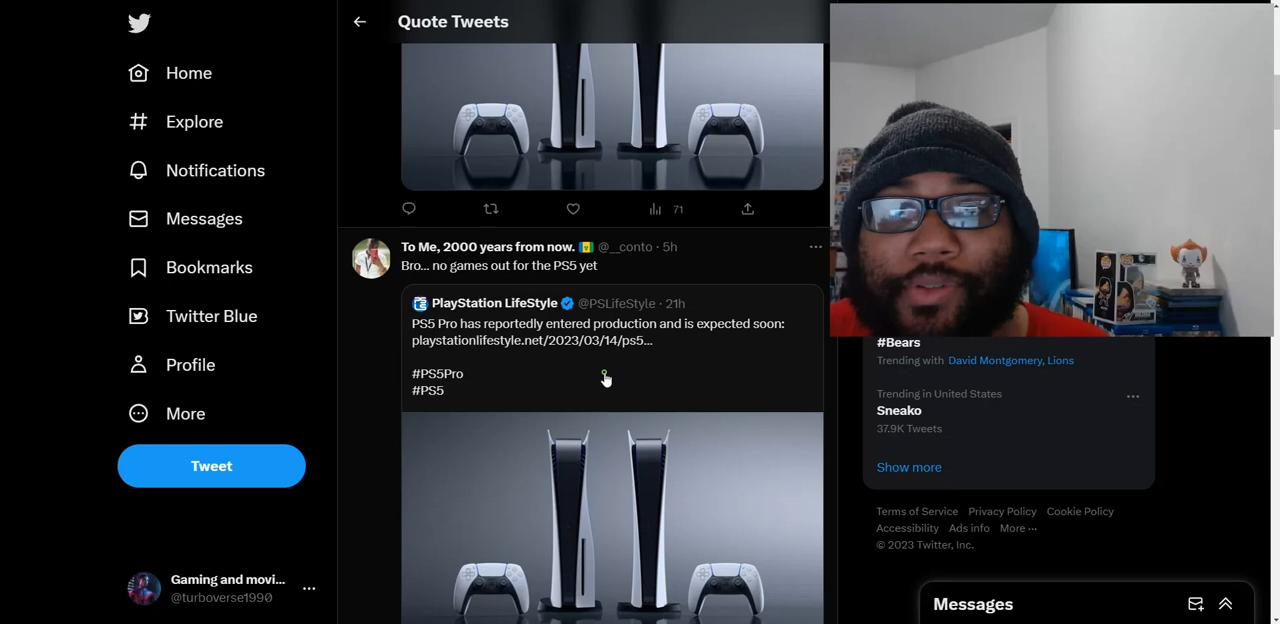 Home
Explore
Notifications
Messages
Bookmarks
Twitter Blue
Profile
More
Tweet
Gaming and movi...
@turboverse1990
Quote Tweets
71
To Me, 2000 years from now. 🇻🇨 @__conto · 5h
Bro... no games out for the PS5 yet
PlayStation LifeStyle @PSLifeStyle · 21h
PS5 Pro has reportedly entered production and is expected soon:
playstationlifestyle.net/2023/03/14/ps5...
#PS5Pro
#PS5
#Bears
Trending with David Montgomery, Lions
Trending in United States
Sneako
37.9K Tweets
Show more
Terms of Service Privacy Policy Cookie Policy
Accessibility Ads info More ...
© 2023 Twitter, Inc.
Messages